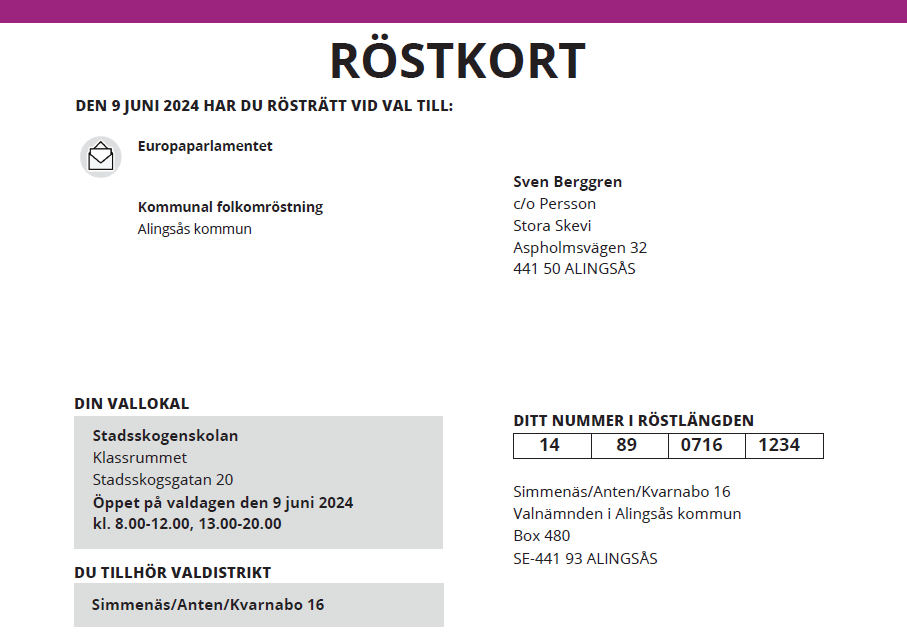 RÖSTKORT
DEN 9 JUNI 2024 HAR DU RÖSTRÄTT VID VAL TILL:
Europaparlamentet
Kommunal folkomröstning
Alingsås kommun
Sven Berggren
c/o Persson
Stora Skevi
Aspholmsvägen 32
441 50 ALINGSÅS
DIN VALLOKAL
Stadsskogenskolan
Klassrummet
Stadsskogsgatan 20
Öppet på valdagen den 9 juni 2024
kl. 8.00-12.00, 13.00-20.00
DU TILLHÖR VALDISTRIKT
Simmenäs/Anten/Kvarnabo 16
DITT NUMMER I RÖSTLÄNGDEN
14 89 0716 1234
Simmenäs/Anten/Kvarnabo 16
Valnämnden i Alingsås kommun
Box 480
SE-441 93 ALINGSÅS